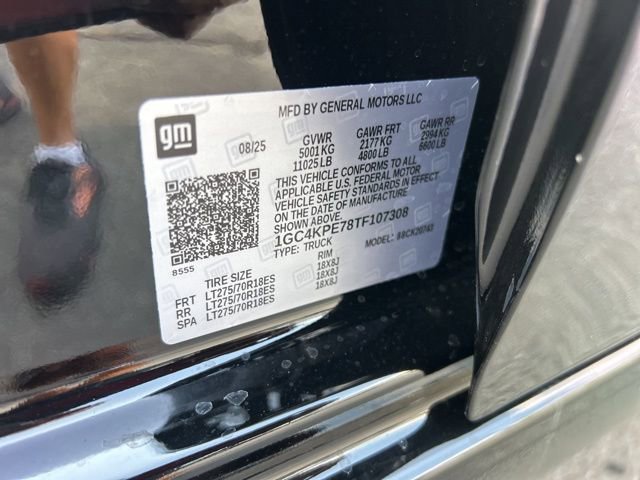 MFD BY GENERAL MOTORS LLC
gm
08/25 GVWR GAWR FRT GAWR RR
5001KG 2177 KG 2994 KG
11025 LB 4800 LB 6600 LB
THIS VEHICLE CONFORMS TO ALL
APPLICABLE U.S. FEDERAL MOTOR
VEHICLE SAFETY STANDARDS IN EFFECT
ON THE DATE OF MANUFACTURE
SHOWN ABOVE.
1GC4KPE78TF107308
TYPE: TRUCK MODEL: 88CK20743
8555
TIRE SIZE RIM
FRT LT275/70R18ES 18X8J
RR LT275/70R18ES 18X8J
SPA LT275/70R18ES 18X8J